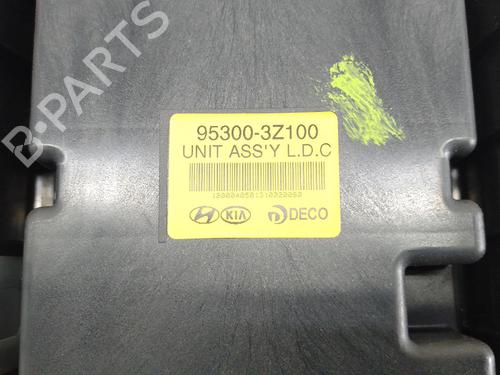 95300-3Z100
UNIT ASS'Y L.D.C
KIA DECO
B-PARTS